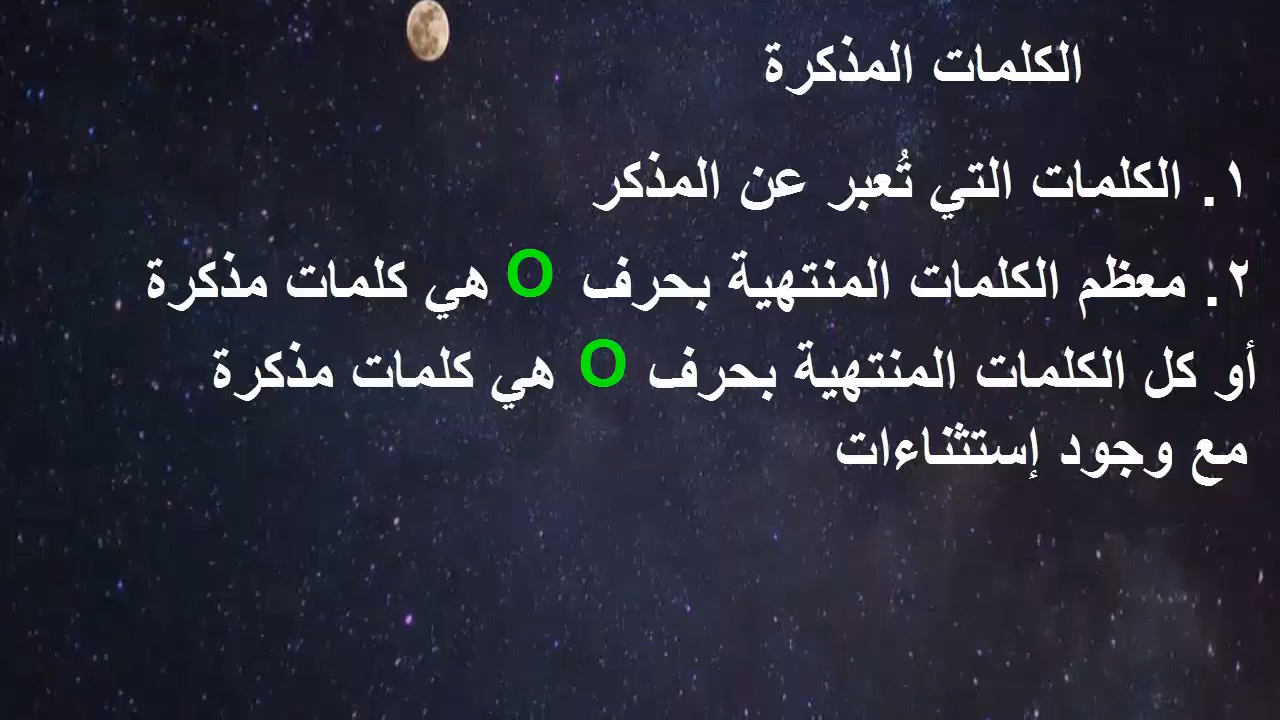 الكلمات المذكرة
١. الكلمات التي تُعبر عن المذكر
٢. معظم الكلمات المنتهية بحرف O هي كلمات مذكرة
أو كل الكلمات المنتهية بحرف O هي كلمات مذكرة
مع وجود إستثناءات